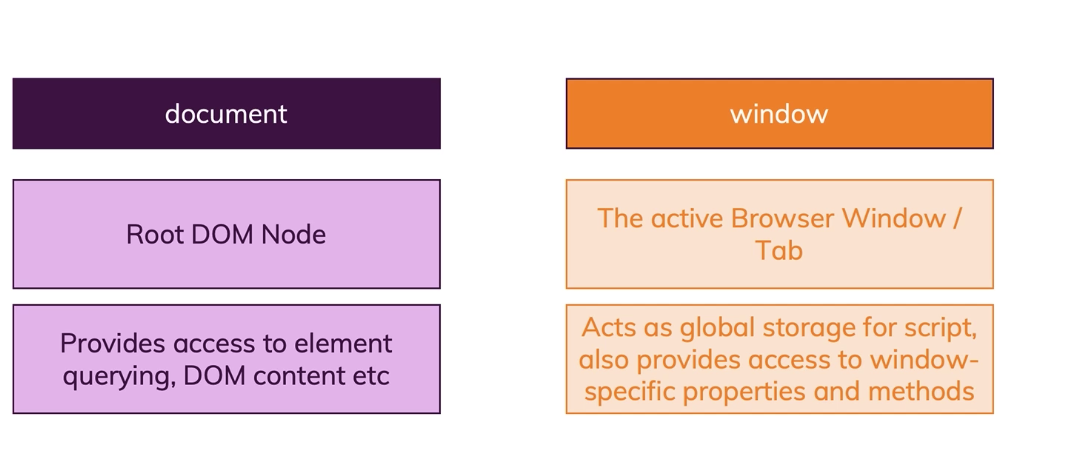 document
window
Root DOM Node
The active Browser Window /
Tab
Provides access to element
querying, DOM content etc
Acts as global storage for script,
also provides access to window-
specific properties and methods